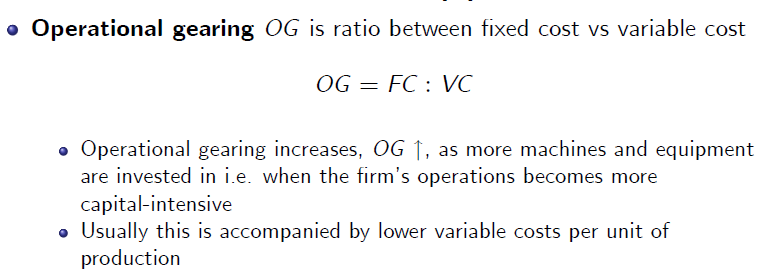 Operational gearing OG is ratio between fixed cost vs variable cost
OG = FC : VC
Operational gearing increases, OG ↑, as more machines and equipment
are invested in i.e. when the firm's operations becomes more
capital-intensive
Usually this is accompanied by lower variable costs per unit of
production